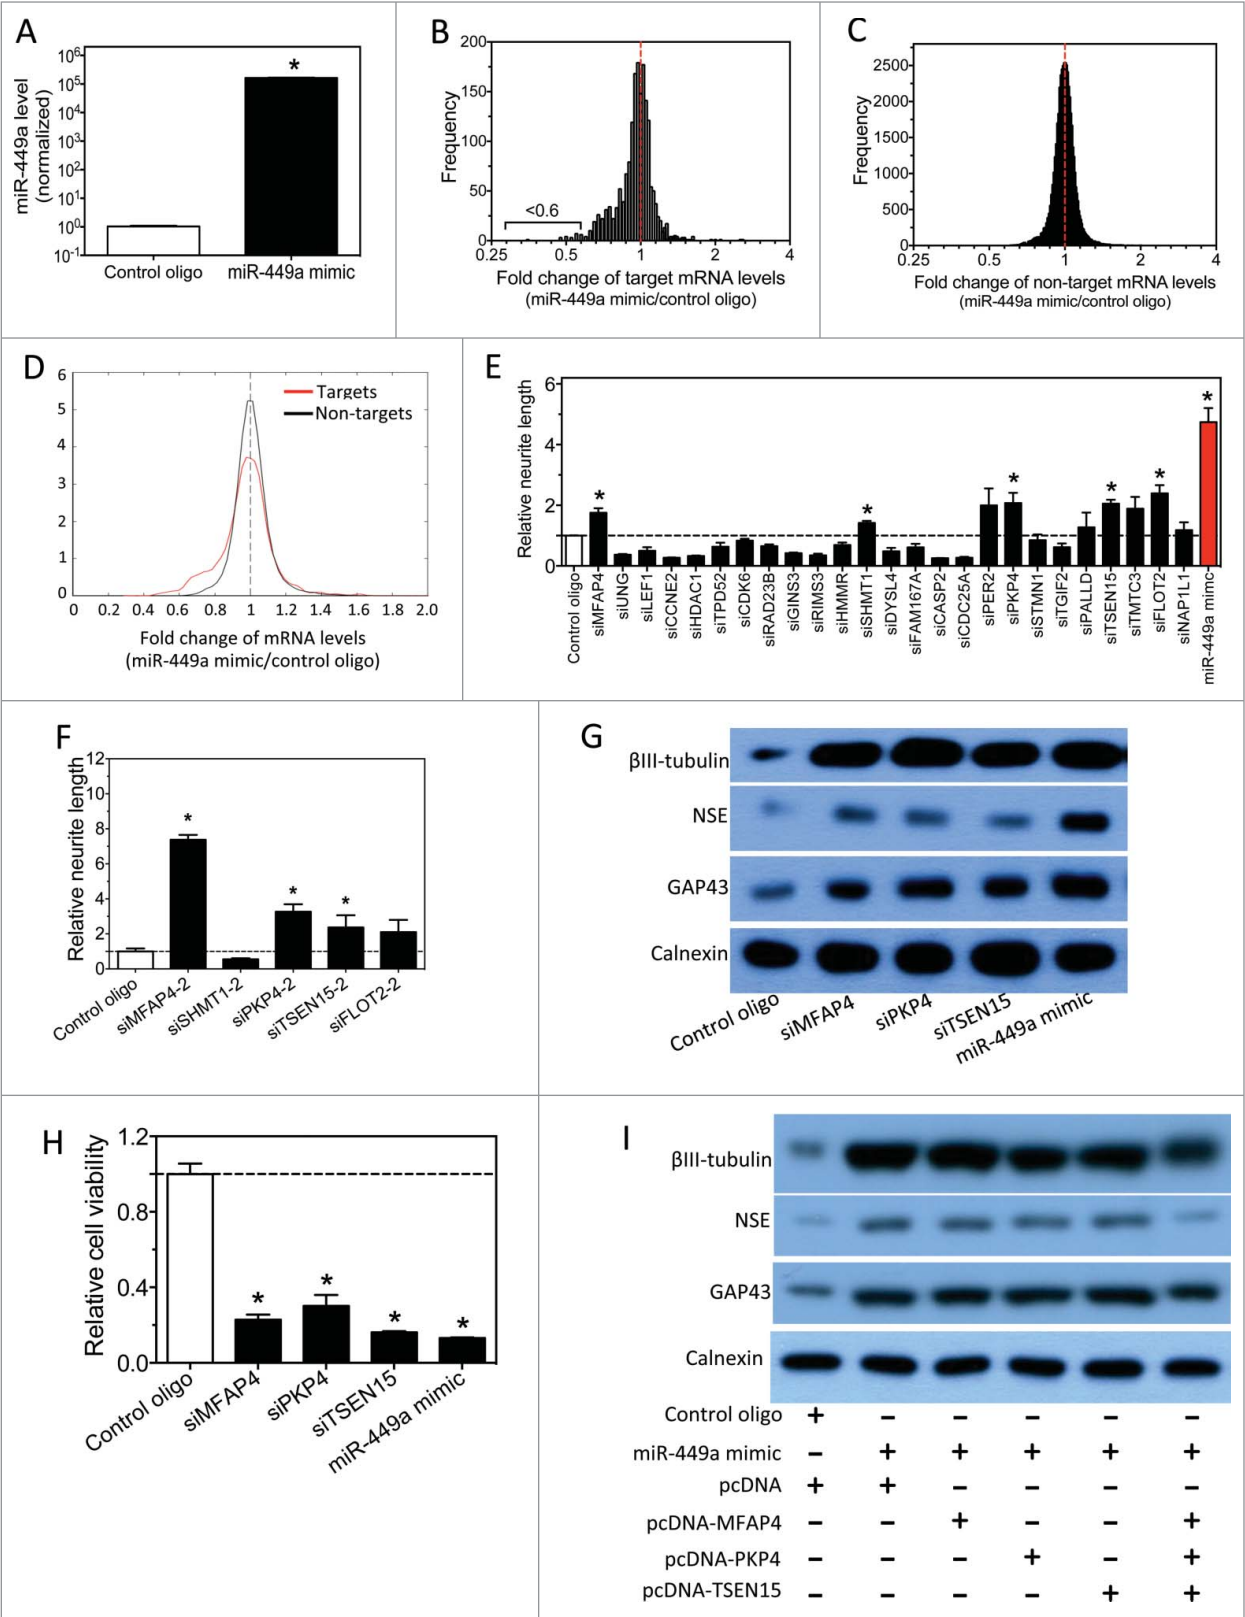 A
miR-449a level
(normalized)
10⁶
10⁵
10⁴
10³
10²
10¹
10⁰
10⁻¹
*
Control oligo
miR-449a mimic
B
Frequency
200
150
100
50
0
<0.6
0.25
0.5
1
2
4
Fold change of target mRNA levels
(miR-449a mimic/control oligo)
C
Frequency
2500
2000
1500
1000
500
0
0.25
0.5
1
2
4
Fold change of non-target mRNA levels
(miR-449a mimic/control oligo)
D
6
5
4
3
2
1
0
Targets
Non-targets
0
0.2
0.4
0.6
0.8
1
1.2
1.4
1.6
1.8
2.0
Fold change of mRNA levels
(miR-449a mimic/control oligo)
E
Relative neurite length
6
4
2
0
*
*
*
*
*
*
Control oligo
siMFAP4
siUNG
siLEF1
siCCNE2
siHDAC1
siTPD52
siCDK6
siRAD23B
siGINS3
siRIMS3
siHMMR
siSHMT1
siDYSL4
siFAM167A
siCASP2
siCDC25A
siPER2
siPKP4
siSTMN1
siTGIF2
siPALLD
siTSEN15
siTMTC3
siFLOT2
siNAP1L1
miR-449a mimc
F
Relative neurite length
12
10
8
6
4
2
0
*
*
*
Control oligo
siMFAP4-2
siSHMT1-2
siPKP4-2
siTSEN15-2
siFLOT2-2
G
βIII-tubulin
NSE
GAP43
Calnexin
Control oligo
siMFAP4
siPKP4
siTSEN15
miR-449a mimic
H
Relative cell viability
1.2
0.8
0.4
0.0
*
*
*
*
Control oligo
siMFAP4
siPKP4
siTSEN15
miR-449a mimic
I
βIII-tubulin
NSE
GAP43
Calnexin
Control oligo + − − − − −
miR-449a mimic − + + + + +
pcDNA + + − − − −
pcDNA-MFAP4 − − + − − +
pcDNA-PKP4 − − − + − +
pcDNA-TSEN15 − − − − + +